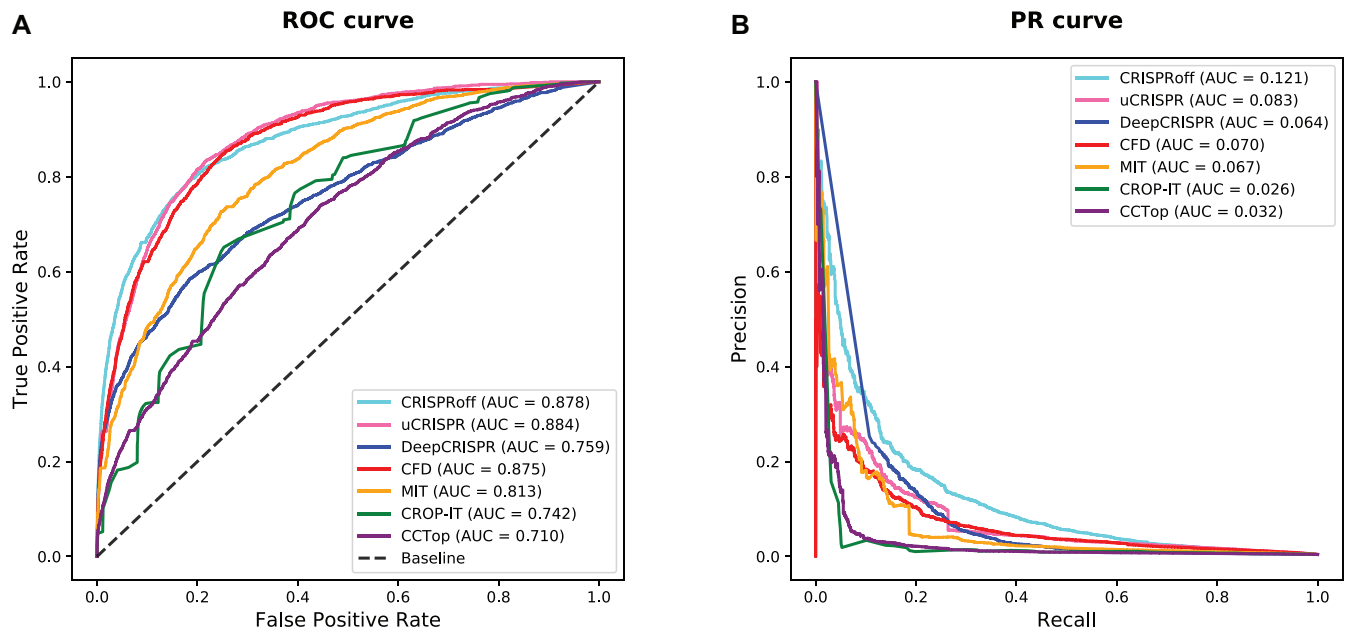 A
ROC curve
True Positive Rate
1.0
0.8
0.6
0.4
0.2
0.0
CRISPRoff (AUC = 0.878)
uCRISPR (AUC = 0.884)
DeepCRISPR (AUC = 0.759)
CFD (AUC = 0.875)
MIT (AUC = 0.813)
CROP-IT (AUC = 0.742)
CCTop (AUC = 0.710)
Baseline
0.0 0.2 0.4 0.6 0.8 1.0
False Positive Rate
B
PR curve
Precision
1.0
0.8
0.6
0.4
0.2
0.0
CRISPRoff (AUC = 0.121)
uCRISPR (AUC = 0.083)
DeepCRISPR (AUC = 0.064)
CFD (AUC = 0.070)
MIT (AUC = 0.067)
CROP-IT (AUC = 0.026)
CCTop (AUC = 0.032)
0.0 0.2 0.4 0.6 0.8 1.0
Recall